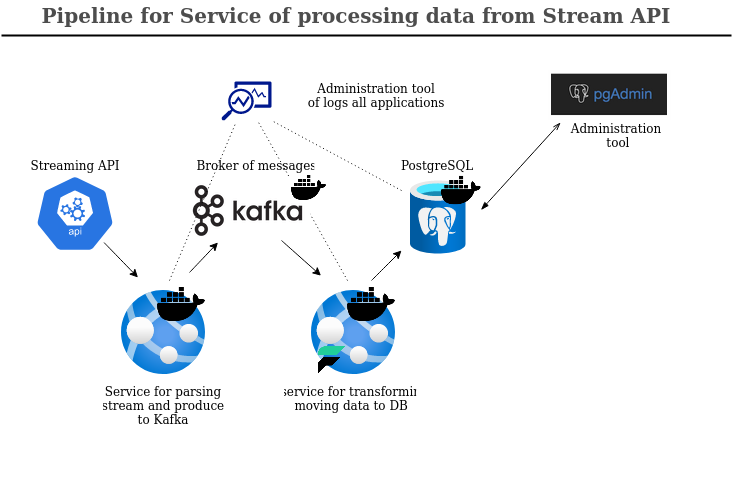 Pipeline for Service of processing data from Stream API
Administration tool
of logs all applications
pgAdmin
Administration
tool
Streaming API
Broker of messages
PostgreSQL
api
kafka
Service for parsing
stream and produce
to Kafka
service for transformin
moving data to DB